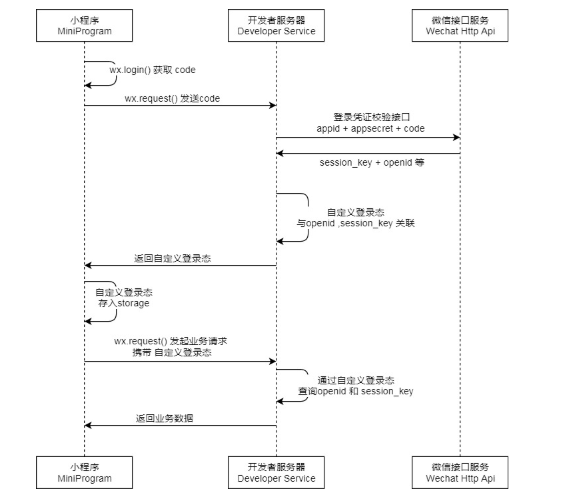 小程序
MiniProgram
开发者服务器
Developer Service
微信接口服务
Wechat Http Api
wx.login() 获取 code
wx.request() 发送code
登录凭证校验接口
appid + appsecret + code
session_key + openid 等
自定义登录态
与openid ,session_key 关联
返回自定义登录态
自定义登录态
存入storage
wx.request() 发起业务请求
携带 自定义登录态
通过自定义登录态
查询openid 和 session_key
返回业务数据
小程序
MiniProgram
开发者服务器
Developer Service
微信接口服务
Wechat Http Api